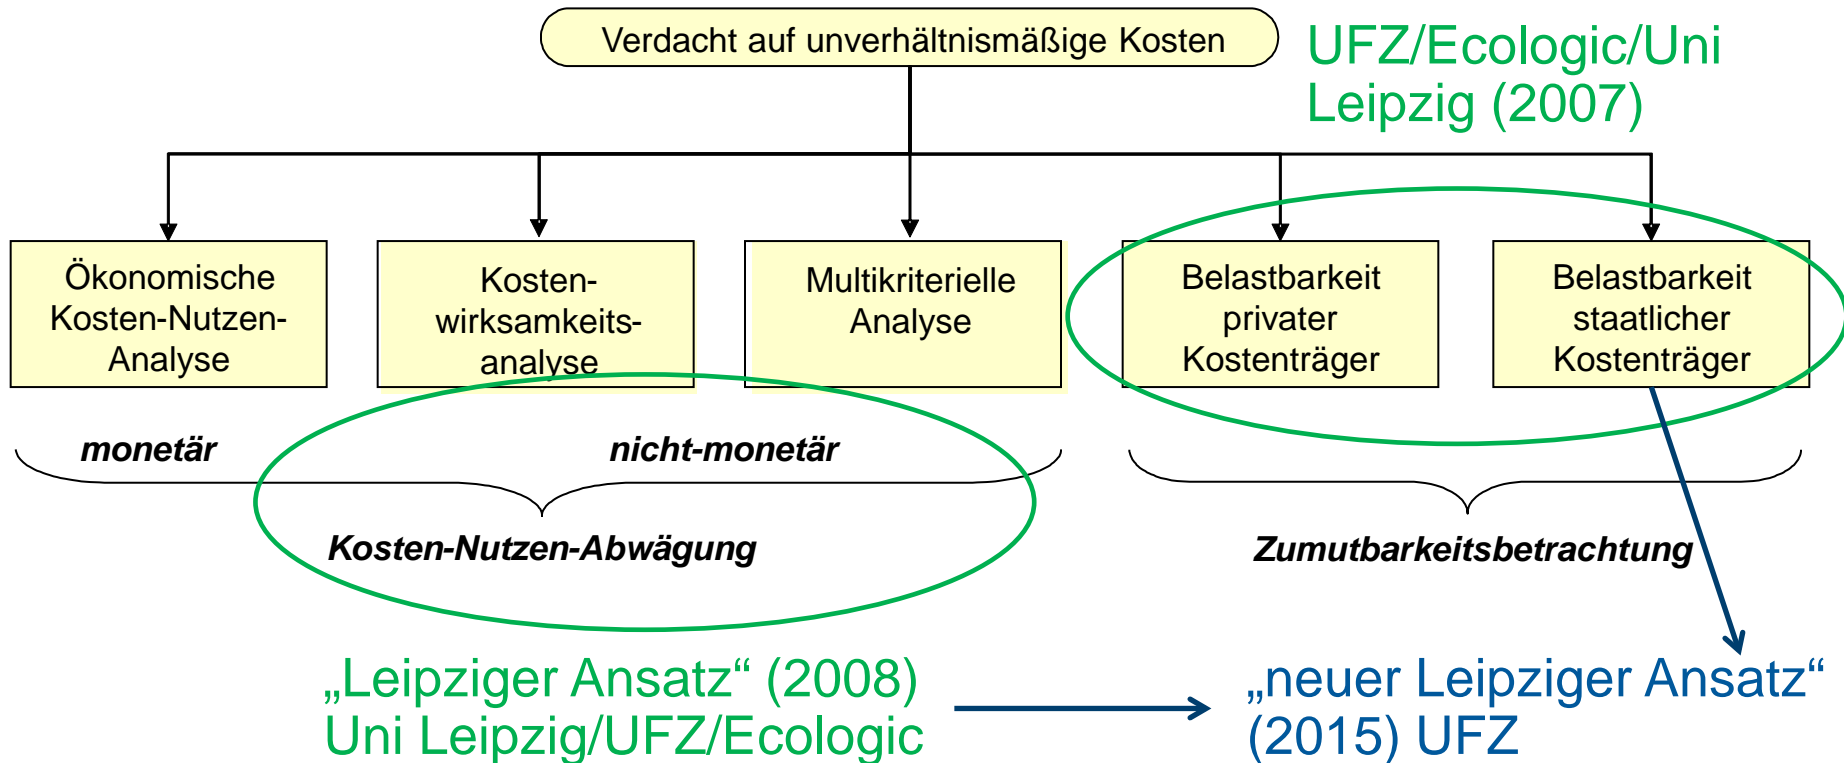 Verdacht auf unverhältnismäßige Kosten
UFZ/Ecologic/Uni
Leipzig (2007)
Ökonomische
Kosten-Nutzen-
Analyse
Kosten-
wirksamkeits-
analyse
Multikriterielle
Analyse
Belastbarkeit
privater
Kostenträger
Belastbarkeit
staatlicher
Kostenträger
monetär
nicht-monetär
Kosten-Nutzen-Abwägung
Zumutbarkeitsbetrachtung
„Leipziger Ansatz“ (2008)
Uni Leipzig/UFZ/Ecologic
„neuer Leipziger Ansatz“
(2015) UFZ